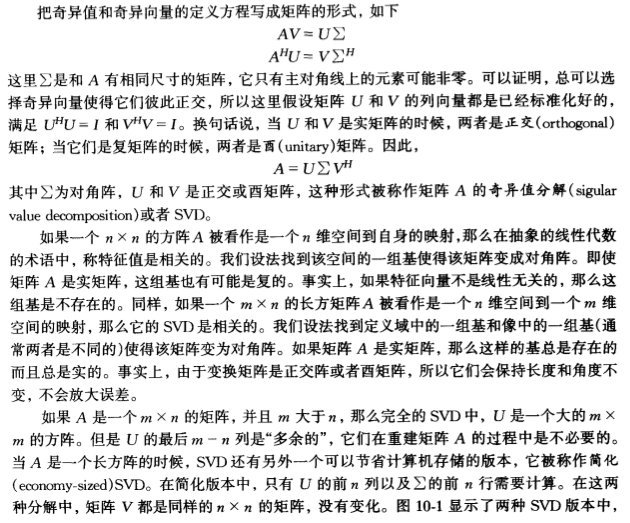 把奇异值和奇异向量的定义方程写成矩阵的形式，如下
AV = U∑
AᴴU = V∑ᴴ
这里∑是和 A 有相同尺寸的矩阵，它只有主对角线上的元素可能非零。可以证明，总可以选
择奇异向量使得它们彼此正交，所以这里假设矩阵 U 和 V 的列向量都是已经标准化好的，
满足 UᴴU = I 和 VᴴV = I。换句话说，当 U 和 V 是实矩阵的时候，两者是正交(orthogonal)
矩阵；当它们是复矩阵的时候，两者是酉(unitary)矩阵。因此，
A = U∑Vᴴ
其中∑为对角阵，U 和 V 是正交或酉矩阵，这种形式被称作矩阵 A 的奇异值分解(sigular
value decomposition)或者 SVD。
如果一个 n × n 的方阵 A 被看作是一个 n 维空间到自身的映射,那么在抽象的线性代数
的术语中，称特征值是相关的。我们设法找到该空间的一组基使得该矩阵变成对角阵。即使
矩阵 A 是实矩阵，这组基也有可能是复的。事实上，如果特征向量不是线性无关的，那么这
组基是不存在的。同样，如果一个 m × n 的长方矩阵 A 被看作是一个 n 维空间到一个 m 维
空间的映射，那么它的 SVD 是相关的。我们设法找到定义域中的一组基和像中的一组基(通
常两者是不同的)使得该矩阵变为对角阵。如果矩阵 A 是实矩阵，那么这样的基总是存在的
而且总是实的。事实上，由于变换矩阵是正交阵或者酉矩阵，所以它们会保持长度和角度不
变，不会放大误差。
如果 A 是一个 m × n 的矩阵，并且 m 大于 n，那么完全的 SVD 中，U 是一个大的 m ×
m 的方阵。但是 U 的最后 m − n 列是“多余的”，它们在重建矩阵 A 的过程中是不必要的。
当 A 是一个长方阵的时候，SVD 还有另外一个可以节省计算机存储的版本，它被称作简化
(economy-sized)SVD。在简化版本中，只有 U 的前 n 列以及∑的前 n 行需要计算。在这两
种分解中，矩阵 V 都是同样的 n × n 的矩阵，没有变化。图 10-1 显示了两种 SVD 版本中，